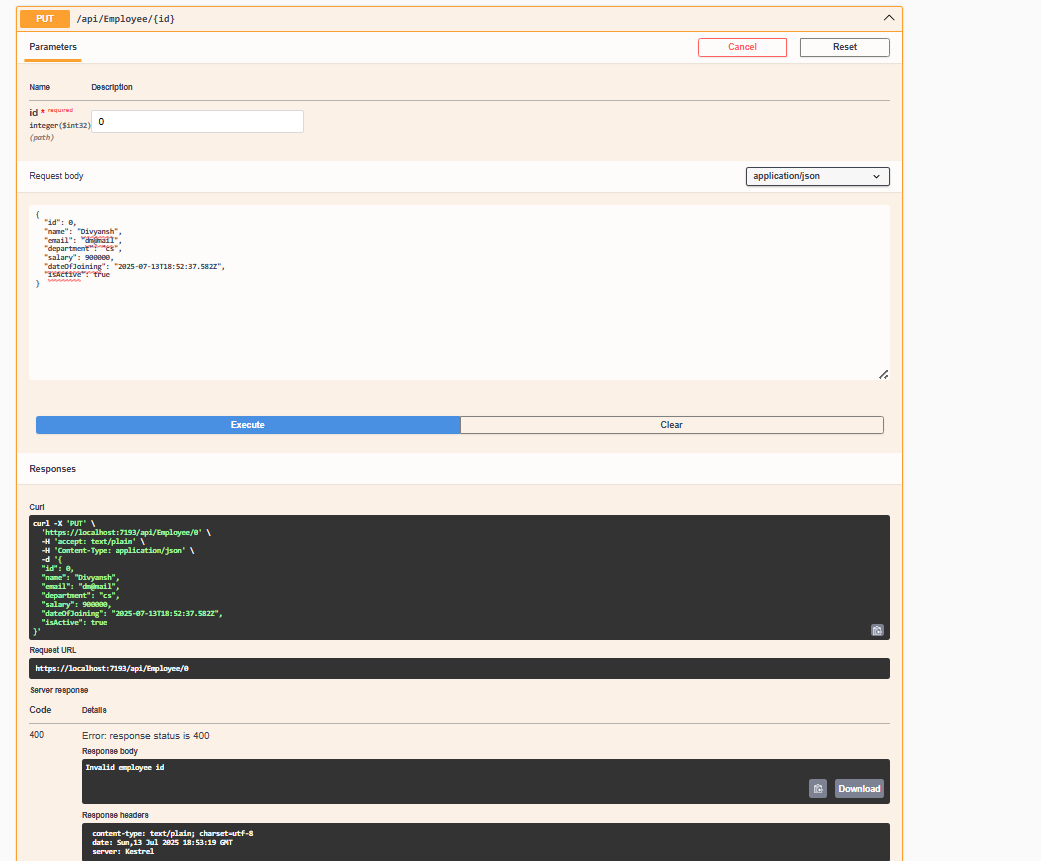 PUT /api/Employee/{id}
Parameters Cancel Reset
Name Description
id * required
integer($int32) 0
(path)
Request body application/json
{
"id": 0,
"name": "Divyansh",
"email": "dm@mail",
"department": "cs",
"salary": 900000,
"dateOfJoining": "2025-07-13T18:52:37.582Z",
"isActive": true
}
Execute Clear
Responses
Curl
curl -X 'PUT' \
'https://localhost:7193/api/Employee/0' \
-H 'accept: text/plain' \
-H 'Content-Type: application/json' \
-d '{
"id": 0,
"name": "Divyansh",
"email": "dm@mail",
"department": "cs",
"salary": 900000,
"dateOfJoining": "2025-07-13T18:52:37.582Z",
"isActive": true
}'
Request URL
https://localhost:7193/api/Employee/0
Server response
Code Details
400 Error: response status is 400
Response body
Invalid employee id
Download
Response headers
content-type: text/plain; charset=utf-8
date: Sun,13 Jul 2025 18:53:19 GMT
server: Kestrel